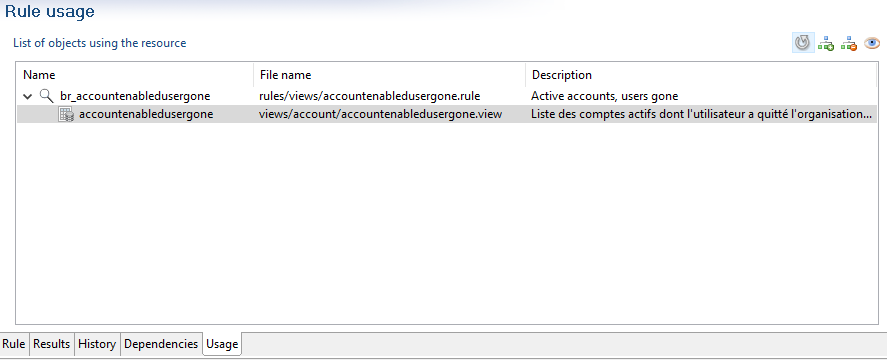 Rule usage
List of objects using the resource
Name File name Description
br_accountenabledusergone rules/views/accountenabledusergone.rule Active accounts, users gone
accountenabledusergone views/account/accountenabledusergone.view Liste des comptes actifs dont l'utilisateur a quitté l'organisation...
Rule Results History Dependencies Usage